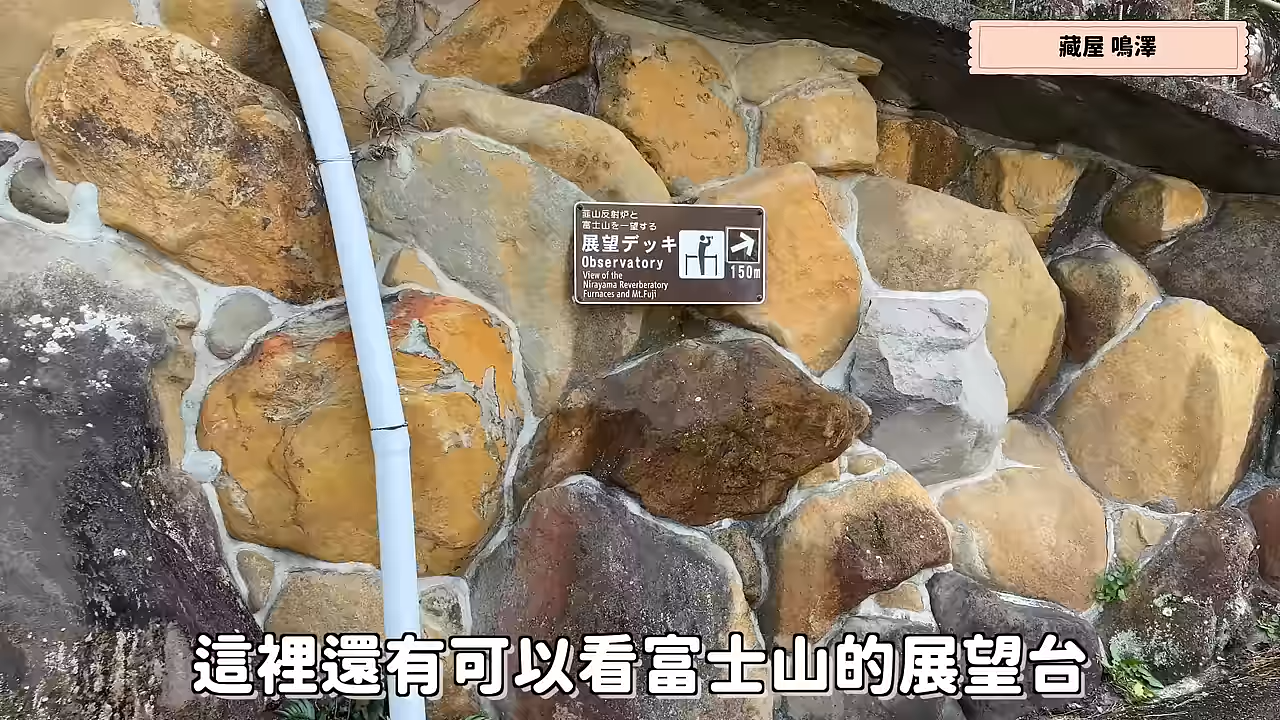 藏屋 鳴澤
韮山反射炉と
富士山を一望する
展望デッキ
Observatory
View of the
Nirayama Reverberatory
Furnaces and Mt.Fuji
150m
這裡還有可以看富士山的展望台